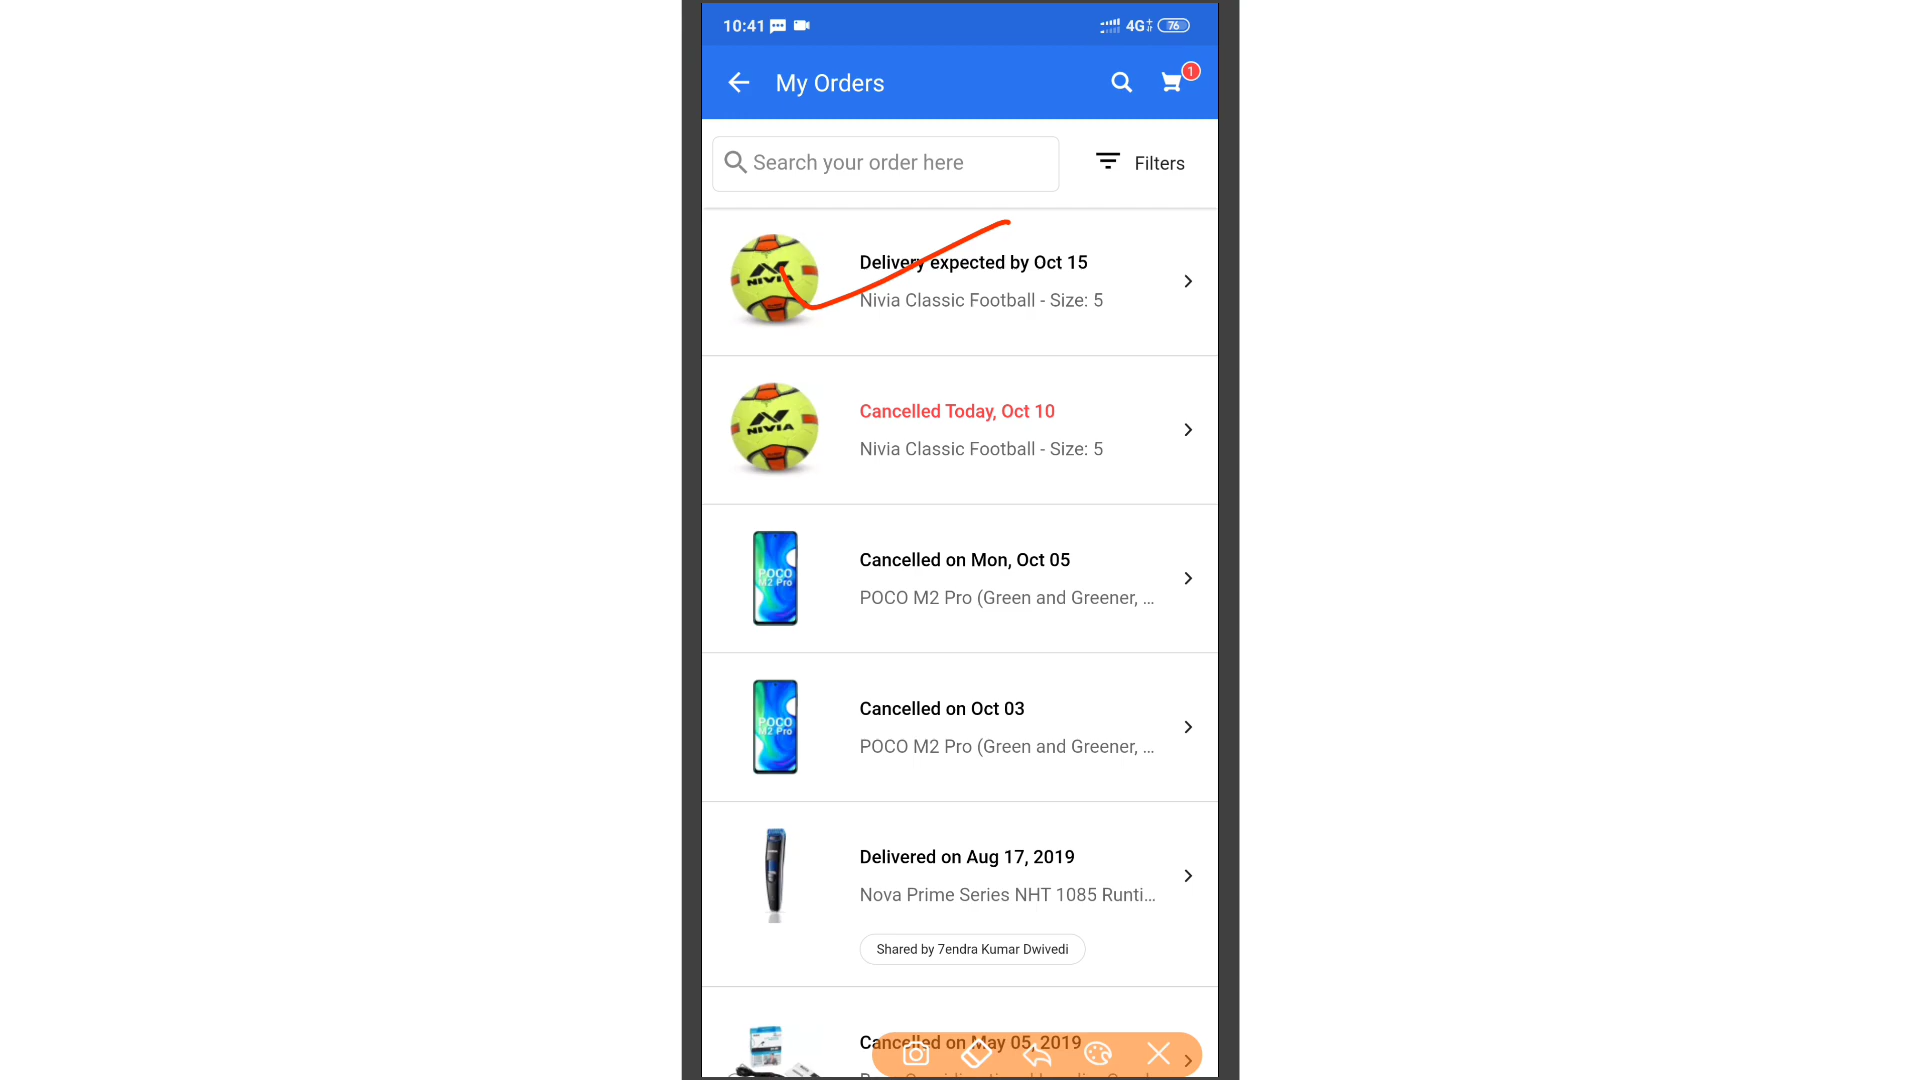 10:41 4G 76
My Orders 1
Search your order here Filters
NIVIA
Delivery expected by Oct 15
Nivia Classic Football - Size: 5
NIVIA
Cancelled Today, Oct 10
Nivia Classic Football - Size: 5
POCO
M2 Pro
Cancelled on Mon, Oct 05
POCO M2 Pro (Green and Greener, ...
POCO
M2 Pro
Cancelled on Oct 03
POCO M2 Pro (Green and Greener, ...
Delivered on Aug 17, 2019
Nova Prime Series NHT 1085 Runti...
Shared by 7endra Kumar Dwivedi
Cancelled on May 05, 2019